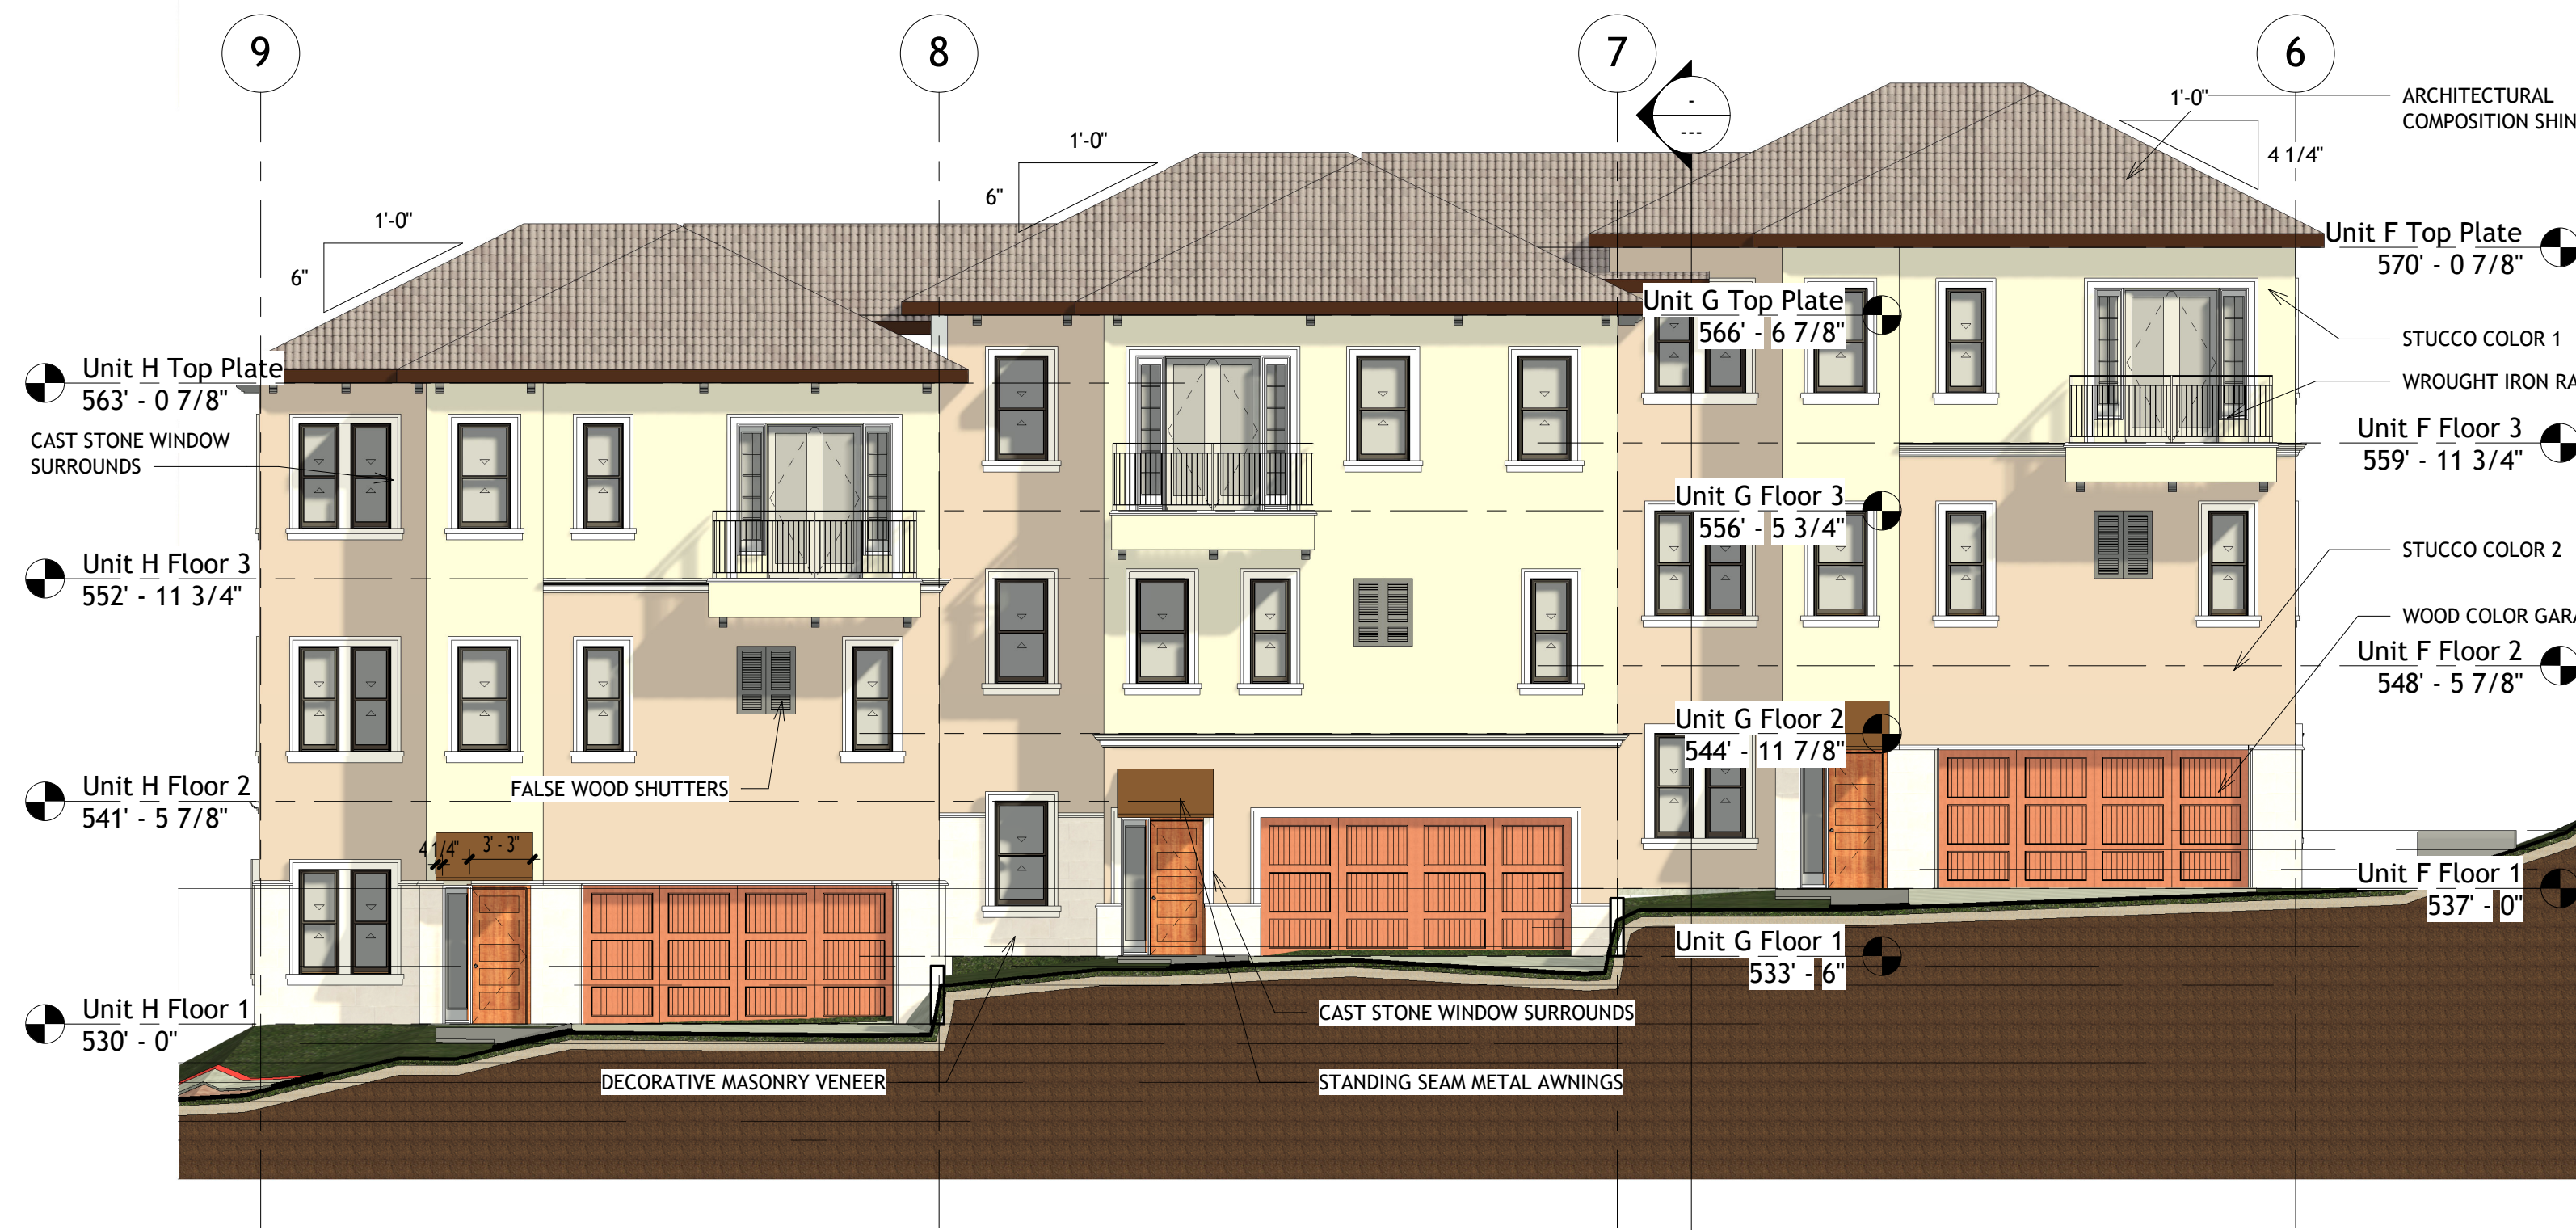 9
8
7
6
-
---
1'-0"
ARCHITECTURAL
COMPOSITION SHIN
4 1/4"
1'-0"
6"
1'-0"
6"
Unit F Top Plate
570' - 0 7/8"
Unit G Top Plate
566' - 6 7/8"
STUCCO COLOR 1
Unit H Top Plate
563' - 0 7/8"
WROUGHT IRON RA
CAST STONE WINDOW
SURROUNDS
Unit F Floor 3
559' - 11 3/4"
Unit G Floor 3
556' - 5 3/4"
STUCCO COLOR 2
Unit H Floor 3
552' - 11 3/4"
WOOD COLOR GARA
Unit F Floor 2
548' - 5 7/8"
Unit G Floor 2
544' - 11 7/8"
FALSE WOOD SHUTTERS
Unit H Floor 2
541' - 5 7/8"
4 1/4"
3' - 3"
Unit F Floor 1
537' - 0"
Unit G Floor 1
533' - 6"
Unit H Floor 1
530' - 0"
CAST STONE WINDOW SURROUNDS
DECORATIVE MASONRY VENEER
STANDING SEAM METAL AWNINGS